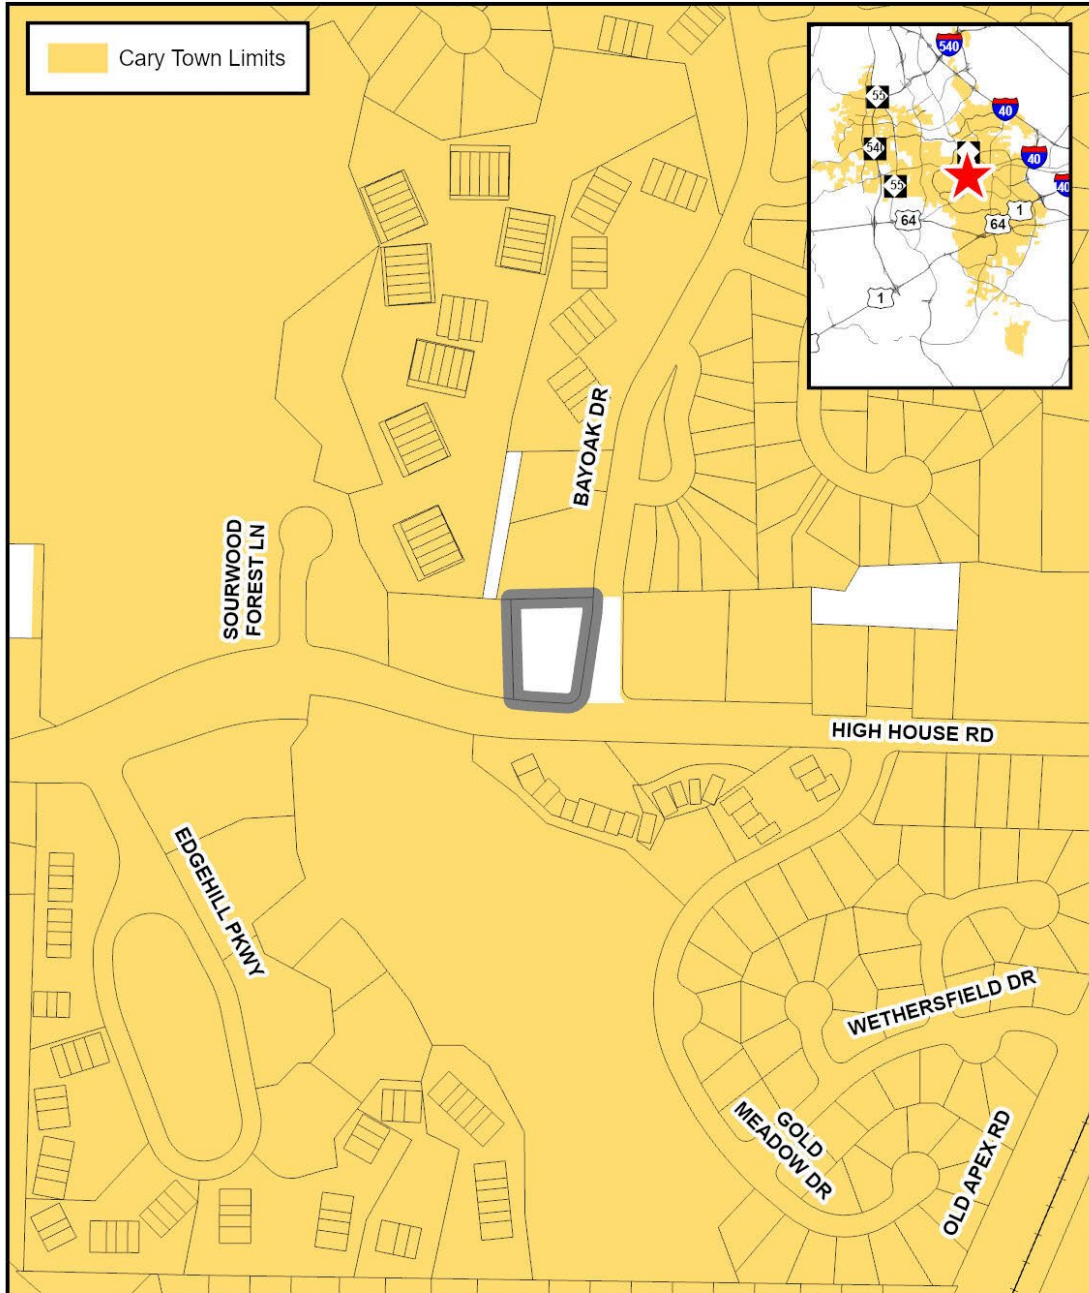 Cary Town Limits
540
55
40
540
40
55
40
64
1
64
1
BAYOAK DR
SOURWOOD
FOREST LN
HIGH HOUSE RD
EDGEHILL PKWY
WETHERSFIELD DR
GOLD
MEADOW DR
OLD APEX RD